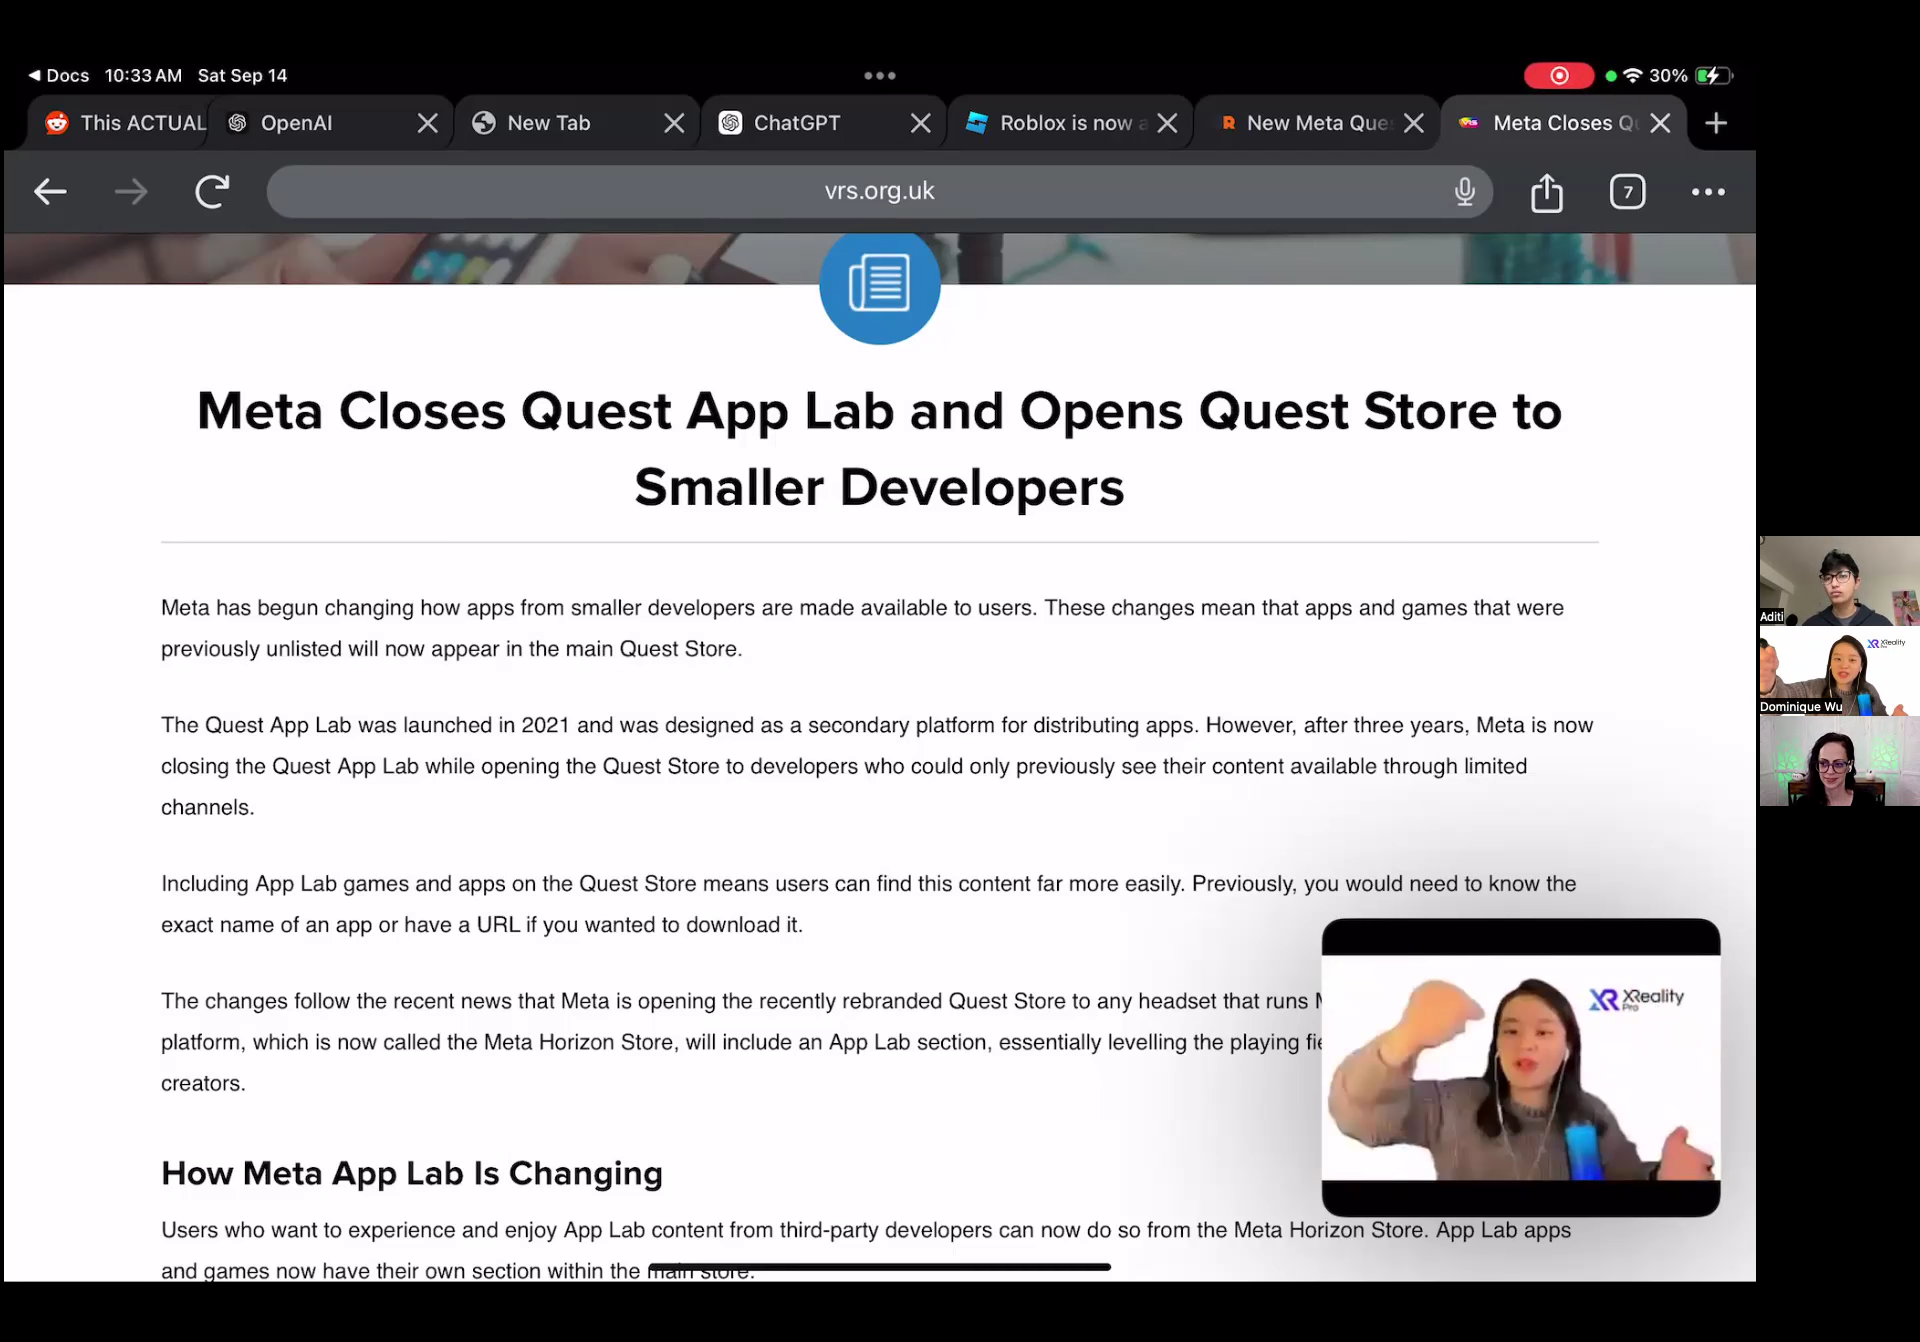 Docs 10:33 AM Sat Sep 14 30%
This ACTUAL OpenAI New Tab ChatGPT Roblox is now a New Meta Que Meta Closes Q
vrs.org.uk 7
Meta Closes Quest App Lab and Opens Quest Store to
Smaller Developers
Meta has begun changing how apps from smaller developers are made available to users. These changes mean that apps and games that were
previously unlisted will now appear in the main Quest Store.
The Quest App Lab was launched in 2021 and was designed as a secondary platform for distributing apps. However, after three years, Meta is now
closing the Quest App Lab while opening the Quest Store to developers who could only previously see their content available through limited
channels.
Including App Lab games and apps on the Quest Store means users can find this content far more easily. Previously, you would need to know the
exact name of an app or have a URL if you wanted to download it.
The changes follow the recent news that Meta is opening the recently rebranded Quest Store to any headset that runs
platform, which is now called the Meta Horizon Store, will include an App Lab section, essentially levelling the playing
creators.
How Meta App Lab Is Changing
Users who want to experience and enjoy App Lab content from third-party developers can now do so from the Meta Horizon Store. App Lab apps
and games now have their own section within the main store.
XR XReality
Pro
Aditi
XR XReality
Dominique Wu